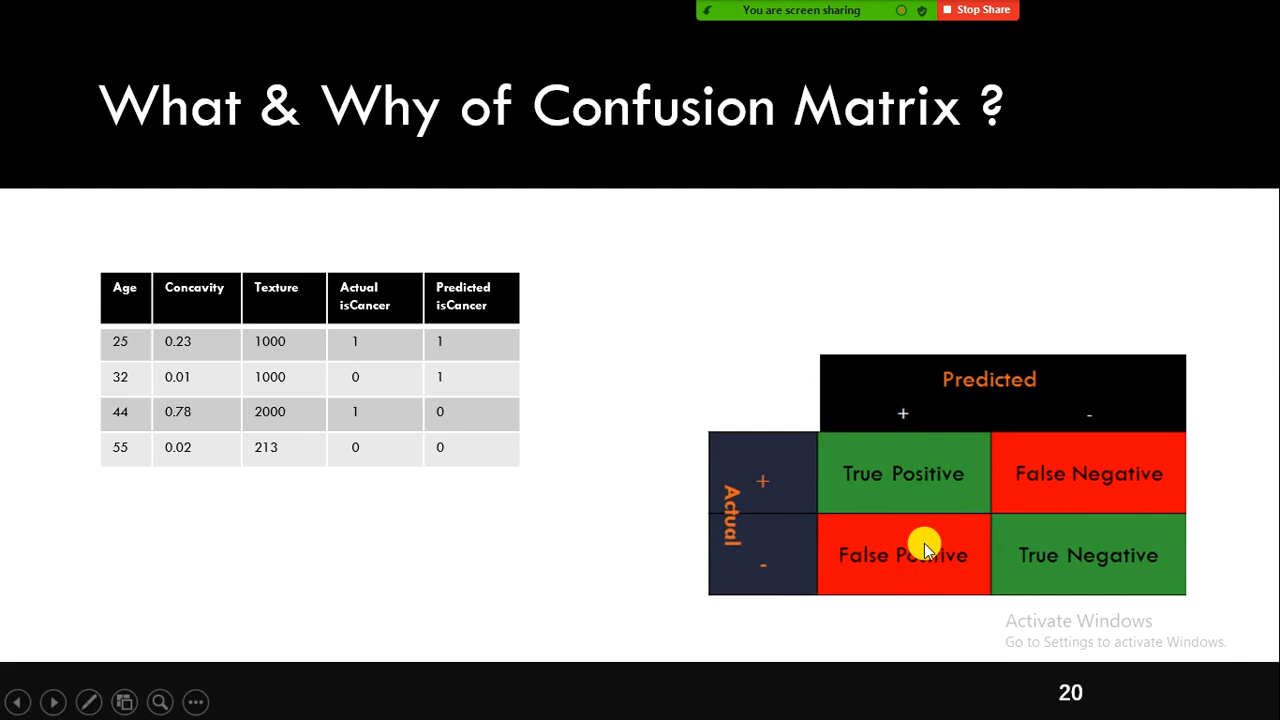 You are screen sharing
Stop Share
What & Why of Confusion Matrix ?
Age Concavity Texture Actual isCancer Predicted isCancer
25 0.23 1000 1 1
32 0.01 1000 0 1
44 0.78 2000 1 0
55 0.02 213 0 0
Predicted
+ -
Actual
+ True Positive False Negative
- False Positive True Negative
Activate Windows
Go to Settings to activate Windows.
20